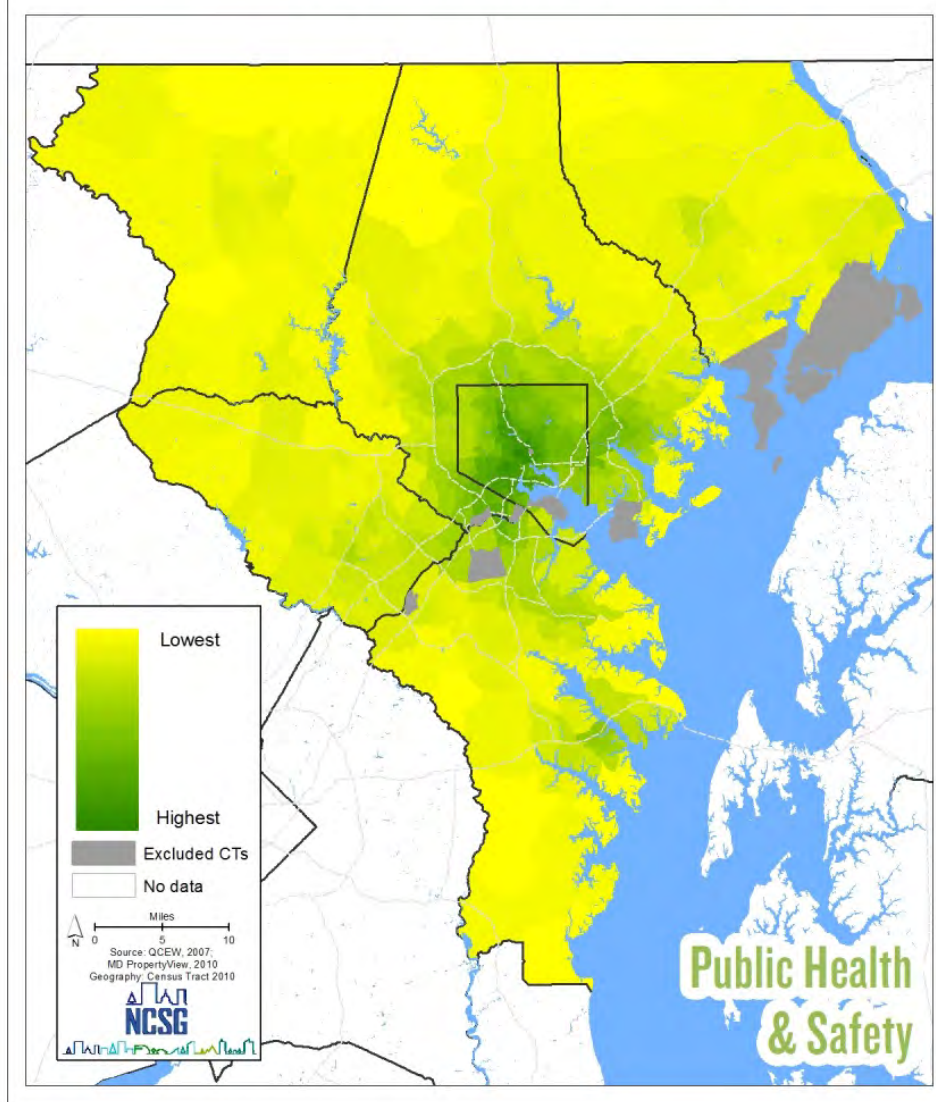 Lowest
Highest
Excluded CTs
No data
Miles
N
0 5 10
Source: QCEW, 2007;
MD PropertyView, 2010
Geography: Census Tract 2010
NCSG
Public Health
& Safety